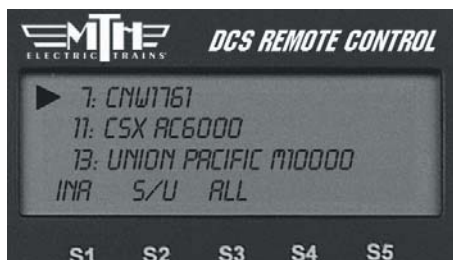 MTH
ELECTRIC TRAINS
DCS REMOTE CONTROL
7: CNW1761
11: CSX AC6000
13: UNION PACIFIC M10000
INA S/U ALL
S1 S2 S3 S4 S5